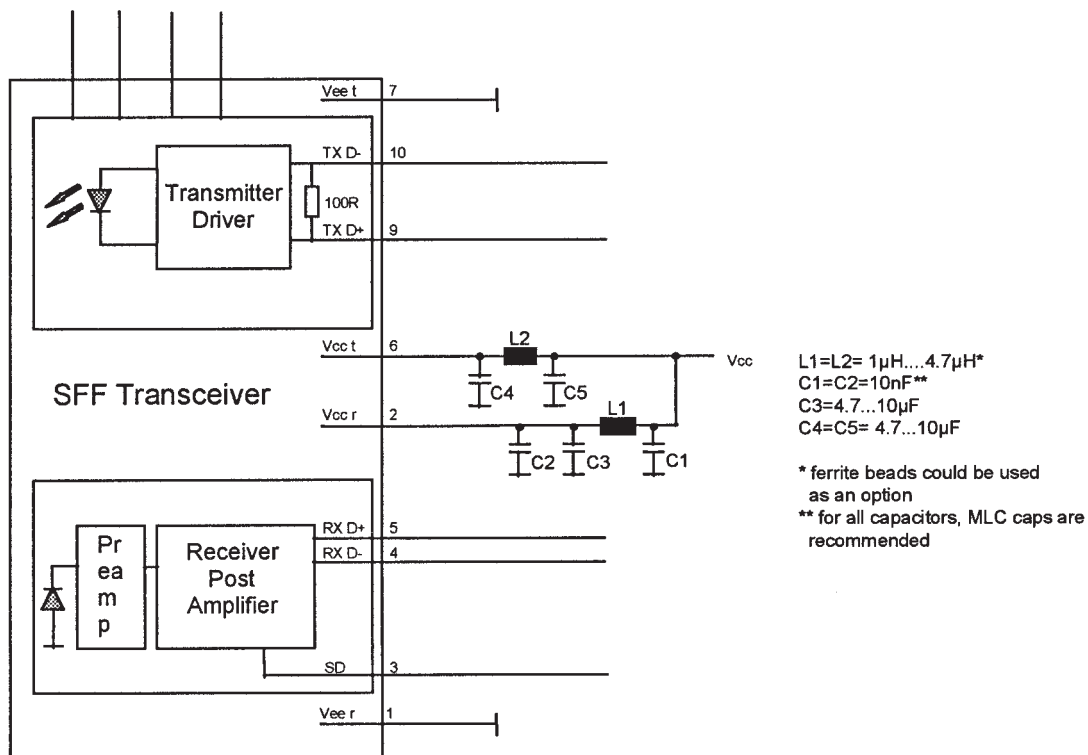 Vee t 7
TX D- 10
Transmitter
Driver
100R
TX D+ 9
Vcc t 6
L2
Vcc
C4
C5
SFF Transceiver
Vcc r 2
L1
C2
C3
C1
L1=L2= 1µH....4.7µH*
C1=C2=10nF**
C3=4.7...10µF
C4=C5= 4.7...10µF
* ferrite beads could be used
as an option
** for all capacitors, MLC caps are
recommended
Pr
ea
m
p
Receiver
Post
Amplifier
RX D+ 5
RX D- 4
SD 3
Vee r 1